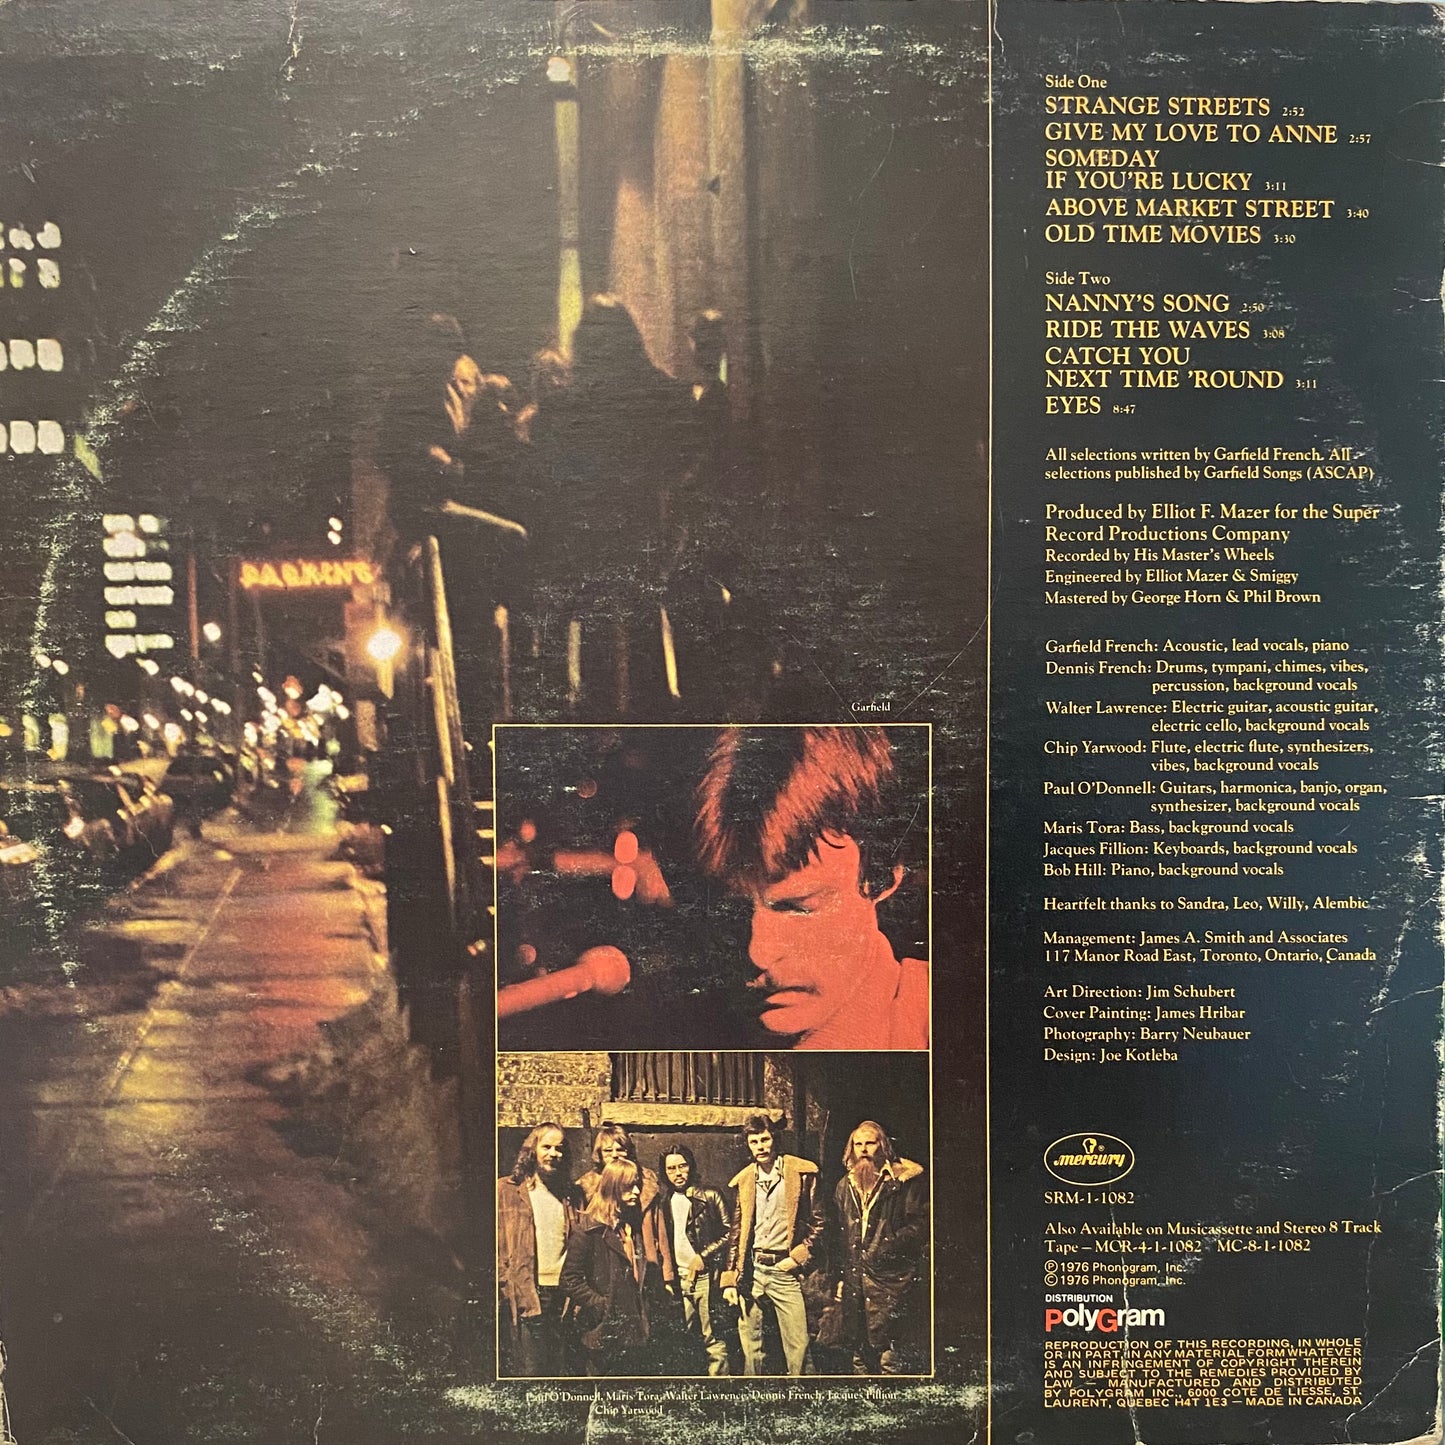 PARKING
Side One
STRANGE STREETS 2:52
GIVE MY LOVE TO ANNE 2:57
SOMEDAY
IF YOU'RE LUCKY 3:11
ABOVE MARKET STREET 3:40
OLD TIME MOVIES 3:30
Side Two
NANNY'S SONG 2:50
RIDE THE WAVES 3:08
CATCH YOU
NEXT TIME 'ROUND 3:11
EYES 8:47
All selections written by Garfield French. All
selections published by Garfield Songs (ASCAP)
Produced by Elliot F. Mazer for the Super
Record Productions Company
Recorded by His Master's Wheels
Engineered by Elliot Mazer & Smiggy
Mastered by George Horn & Phil Brown
Garfield French: Acoustic, lead vocals, piano
Dennis French: Drums, tympani, chimes, vibes,
percussion, background vocals
Walter Lawrence: Electric guitar, acoustic guitar,
electric cello, background vocals
Chip Yarwood: Flute, electric flute, synthesizers,
vibes, background vocals
Paul O'Donnell: Guitars, harmonica, banjo, organ,
synthesizer, background vocals
Maris Tora: Bass, background vocals
Jacques Fillion: Keyboards, background vocals
Bob Hill: Piano, background vocals
Heartfelt thanks to Sandra, Leo, Willy, Alembic
Management: James A. Smith and Associates
117 Manor Road East, Toronto, Ontario, Canada
Art Direction: Jim Schubert
Cover Painting: James Hribar
Photography: Barry Neubauer
Design: Joe Kotleba
mercury ®
SRM-1-1082
Also Available on Musicassette and Stereo 8 Track
Tape – MCR-4-1-1082 MC-8-1-1082
℗ 1976 Phonogram, Inc.
© 1976 Phonogram, Inc.
DISTRIBUTION
PolyGram
REPRODUCTION OF THIS RECORDING, IN WHOLE
OR IN PART, IN ANY MATERIAL FORM WHATEVER
IS AN INFRINGEMENT OF COPYRIGHT THEREIN
AND SUBJECT TO THE REMEDIES PROVIDED BY
LAW — MANUFACTURED AND DISTRIBUTED
BY POLYGRAM INC., 6000 COTE DE LIESSE, ST.
LAURENT, QUEBEC H4T 1E3 – MADE IN CANADA
Garfield
Paul O'Donnell, Maris Tora, Walter Lawrence, Dennis French, Jacques Fillion
Chip Yarwood